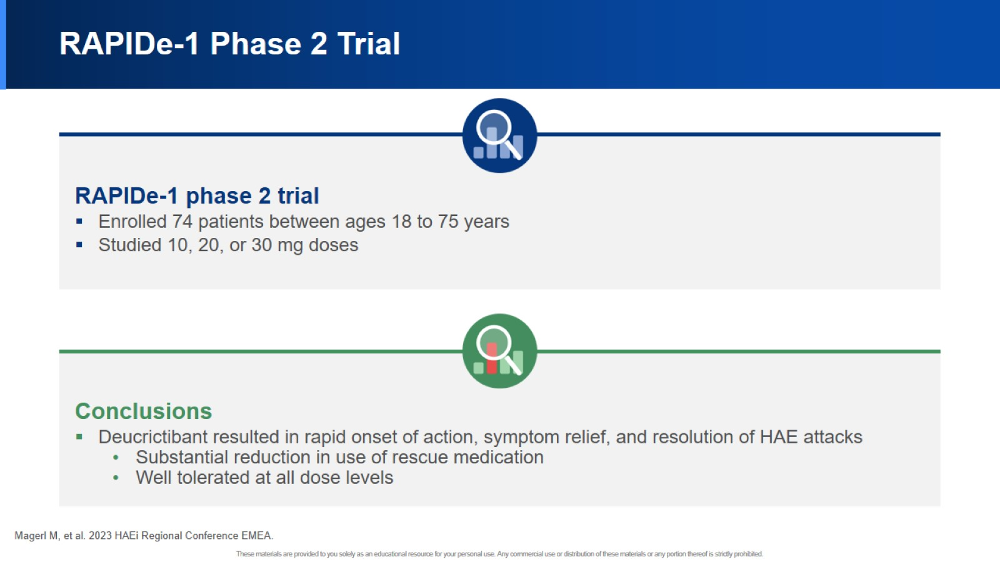 RAPIDe-1 Phase 2 Trial
RAPIDe-1 phase 2 trial
▪ Enrolled 74 patients between ages 18 to 75 years
▪ Studied 10, 20, or 30 mg doses
Conclusions
▪ Deucrictibant resulted in rapid onset of action, symptom relief, and resolution of HAE attacks
• Substantial reduction in use of rescue medication
• Well tolerated at all dose levels
Magerl M, et al. 2023 HAEi Regional Conference EMEA.
These materials are provided to you solely as an educational resource for your personal use. Any commercial use or distribution of these materials or any portion thereof is strictly prohibited.